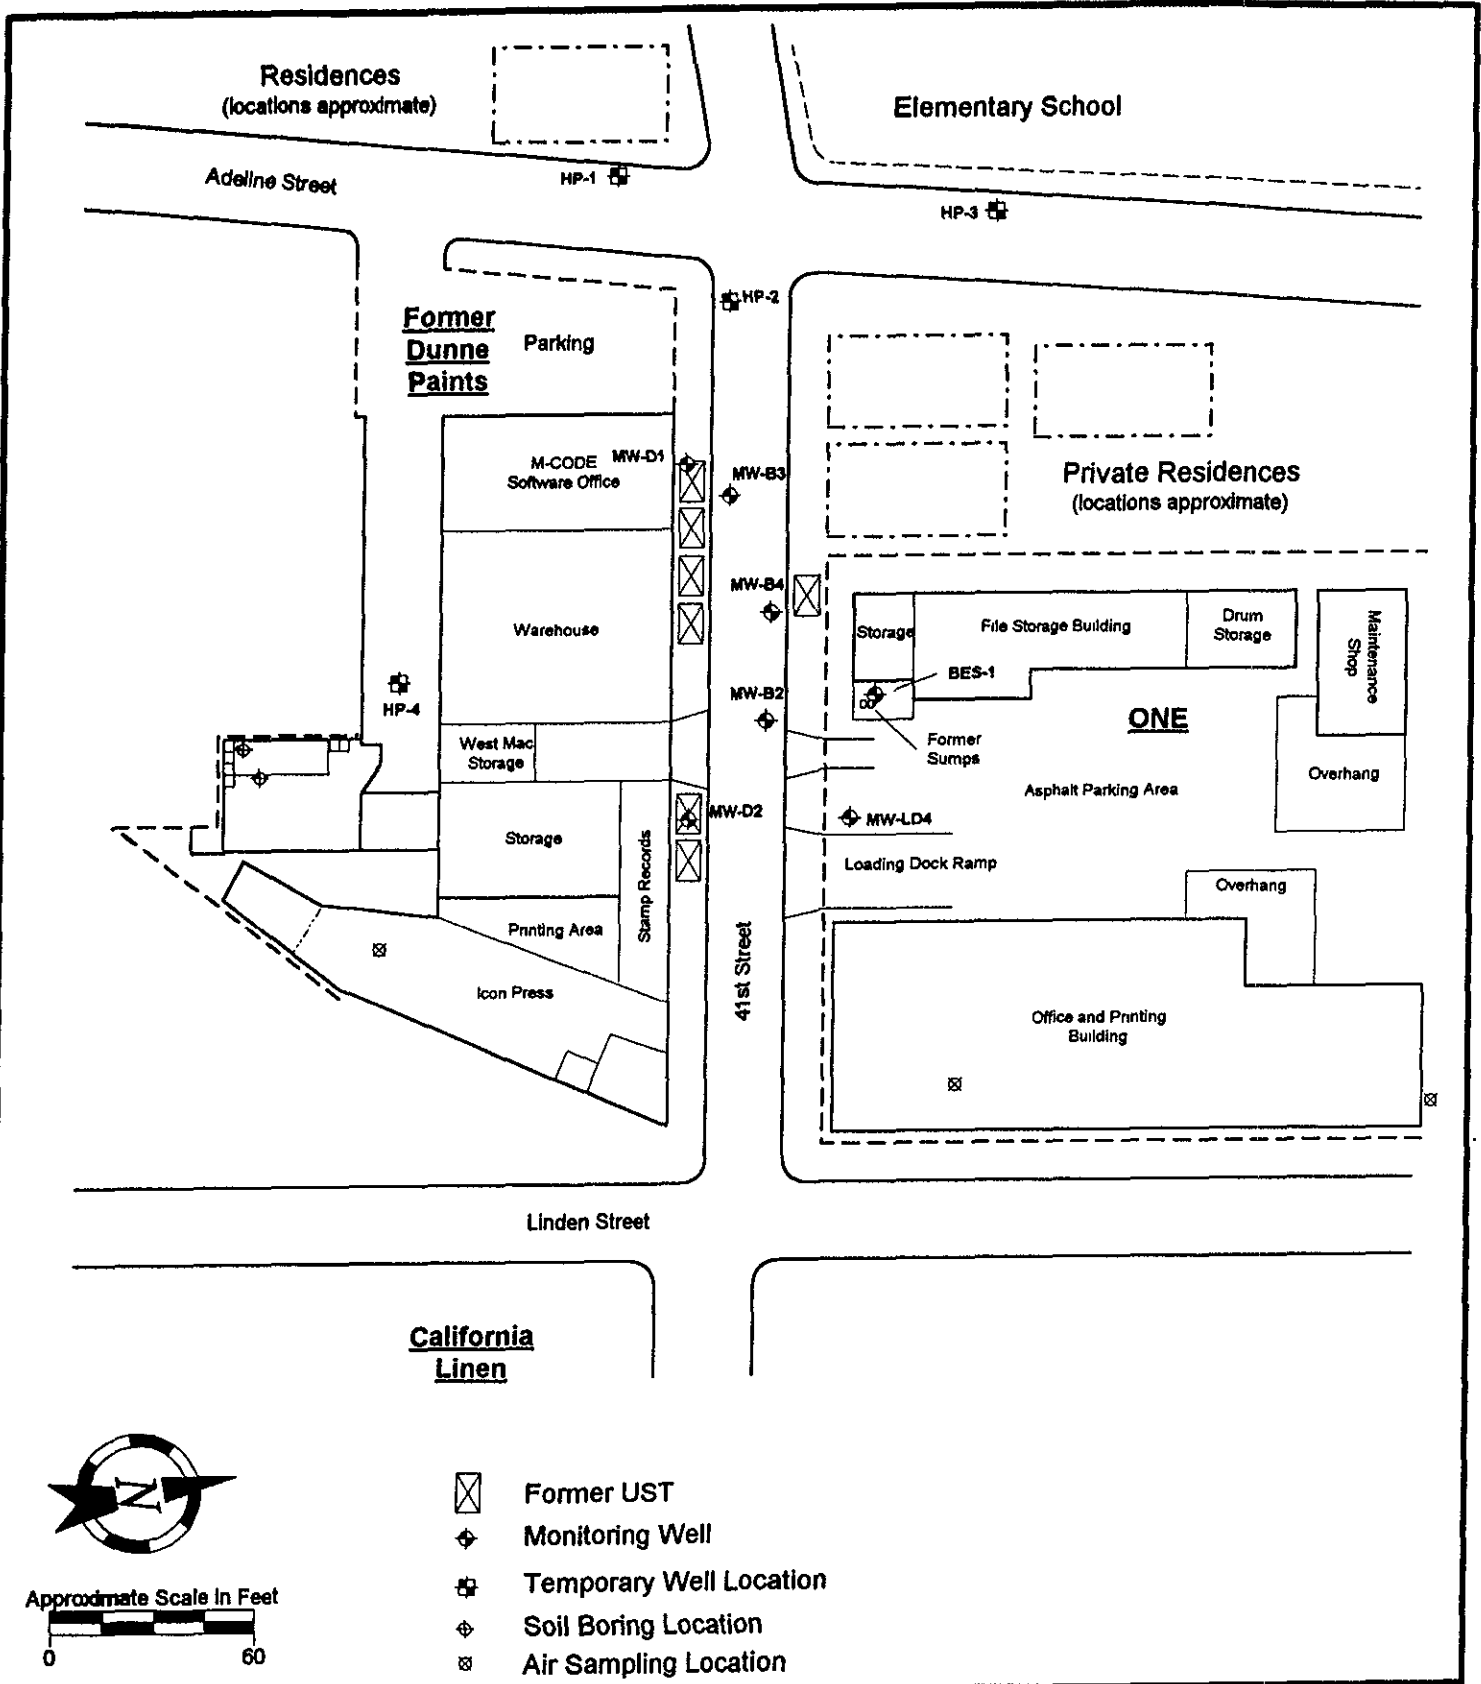 Residences
(locations approximate)
Elementary School
Adeline Street
HP-1
HP-3
HP-2
Former
Dunne
Paints
Parking
M-CODE
Software Office
MW-D1
MW-B3
Private Residences
(locations approximate)
MW-B4
Warehouse
Storage
File Storage Building
Drum
Storage
Maintenance
Shop
BES-1
MW-B2
HP-4
ONE
West Mac
Storage
Former
Sumps
Overhang
Asphalt Parking Area
MW-D2
MW-LD4
Storage
Stamp Records
Loading Dock Ramp
Overhang
Printing Area
41st Street
Icon Press
Office and Printing
Building
Linden Street
California
Linen
N
Former UST
Monitoring Well
Temporary Well Location
Soil Boring Location
Air Sampling Location
Approximate Scale in Feet
0
60